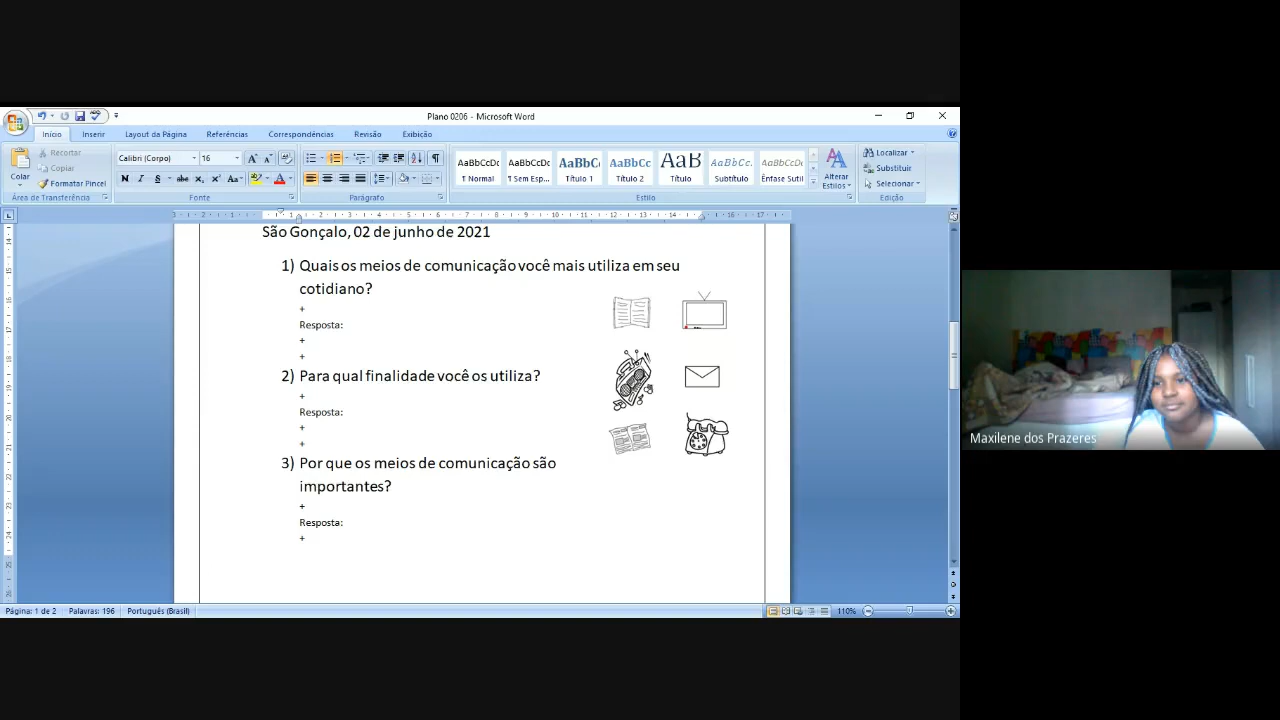 Plano 0206 - Microsoft Word
Início Inserir Layout da Página Referências Correspondências Revisão Exibição
Colar
Recortar
Copiar
Formatar Pincel
Área de Transferência
Calibri (Corpo) 16
N I S abe x₂ x² Aa
Fonte
Parágrafo
AaBbCcDc AaBbCcDc AaBbC AaBbCc AaB AaBbCc. AaBbCcDc
¶ Normal ¶ Sem Esp... Título 1 Título 2 Título Subtítulo Ênfase Sutil
Alterar Estilos
Estilo
Localizar
Substituir
Selecionar
Edição
São Gonçalo, 02 de junho de 2021
1) Quais os meios de comunicação você mais utiliza em seu
cotidiano?
+
Resposta:
+
+
2) Para qual finalidade você os utiliza?
+
Resposta:
+
+
3) Por que os meios de comunicação são
importantes?
+
Resposta:
+
Página: 1 de 2 Palavras: 196 Português (Brasil) 110%
Maxilene dos Prazeres